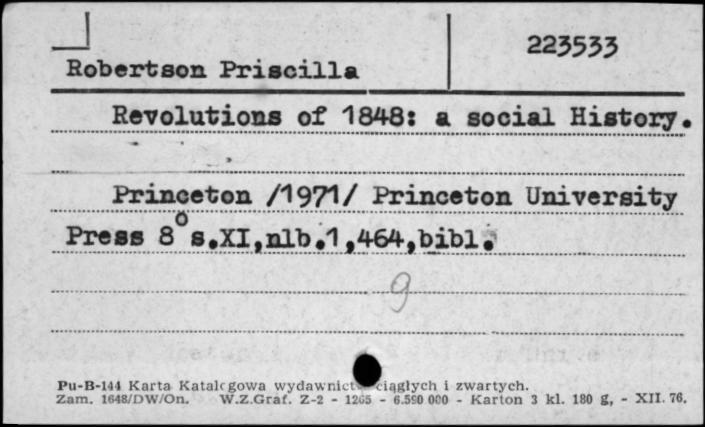 223533
Robertson Priscilla
Revolutions of 1848: a social History.
Princeton /1971/ Princeton University
Press 8° s.XI,nlb.1,464,bibl.
9
Pu-B-144 Karta Katalogowa wydawnict ciągłych i zwartych.
Zam. 1648/DW/On. W.Z.Graf. Z-2 - 1265 - 6.590 000 - Karton 3 kl. 180 g, - XII. 76.